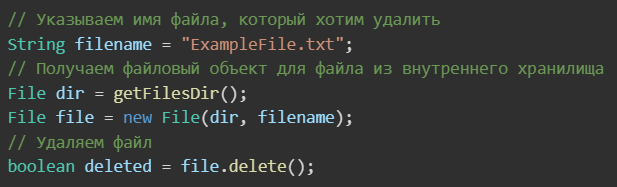 // Указываем имя файла, который хотим удалить
String filename = "ExampleFile.txt";
// Получаем файловый объект для файла из внутреннего хранилища
File dir = getFilesDir();
File file = new File(dir, filename);
// Удаляем файл
boolean deleted = file.delete();